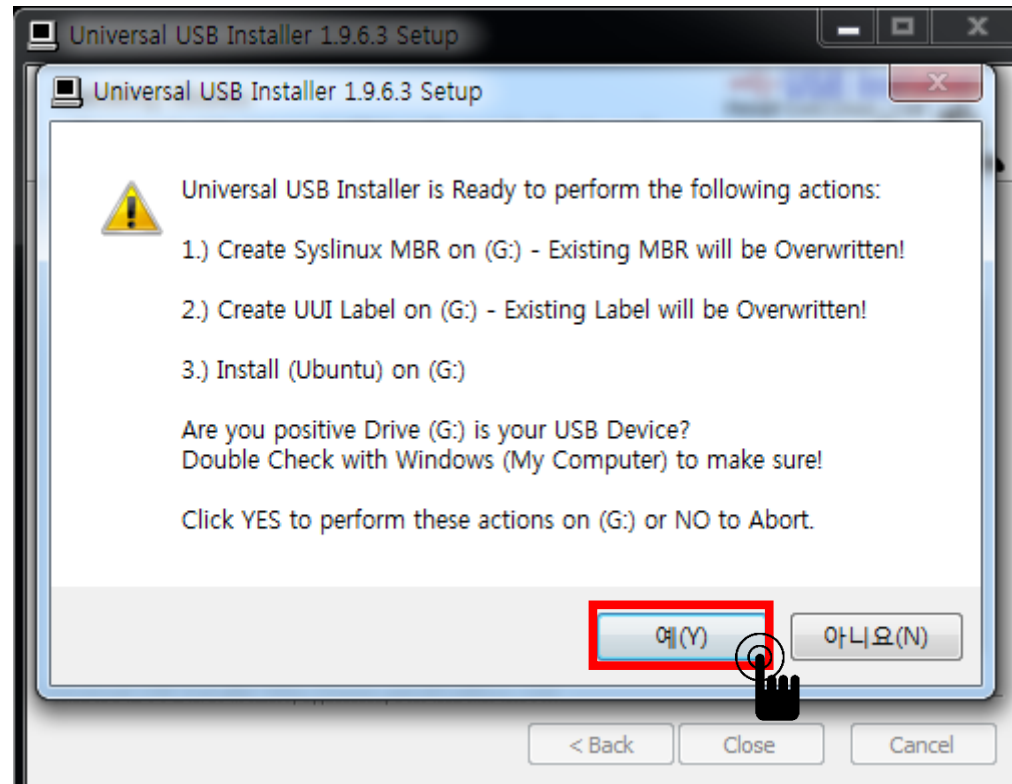 Universal USB Installer 1.9.6.3 Setup
Universal USB Installer 1.9.6.3 Setup
Universal USB Installer is Ready to perform the following actions:
1.) Create Syslinux MBR on (G:) - Existing MBR will be Overwritten!
2.) Create UUI Label on (G:) - Existing Label will be Overwritten!
3.) Install (Ubuntu) on (G:)
Are you positive Drive (G:) is your USB Device?
Double Check with Windows (My Computer) to make sure!
Click YES to perform these actions on (G:) or NO to Abort.
예(Y) 아니요(N)
< Back Close Cancel